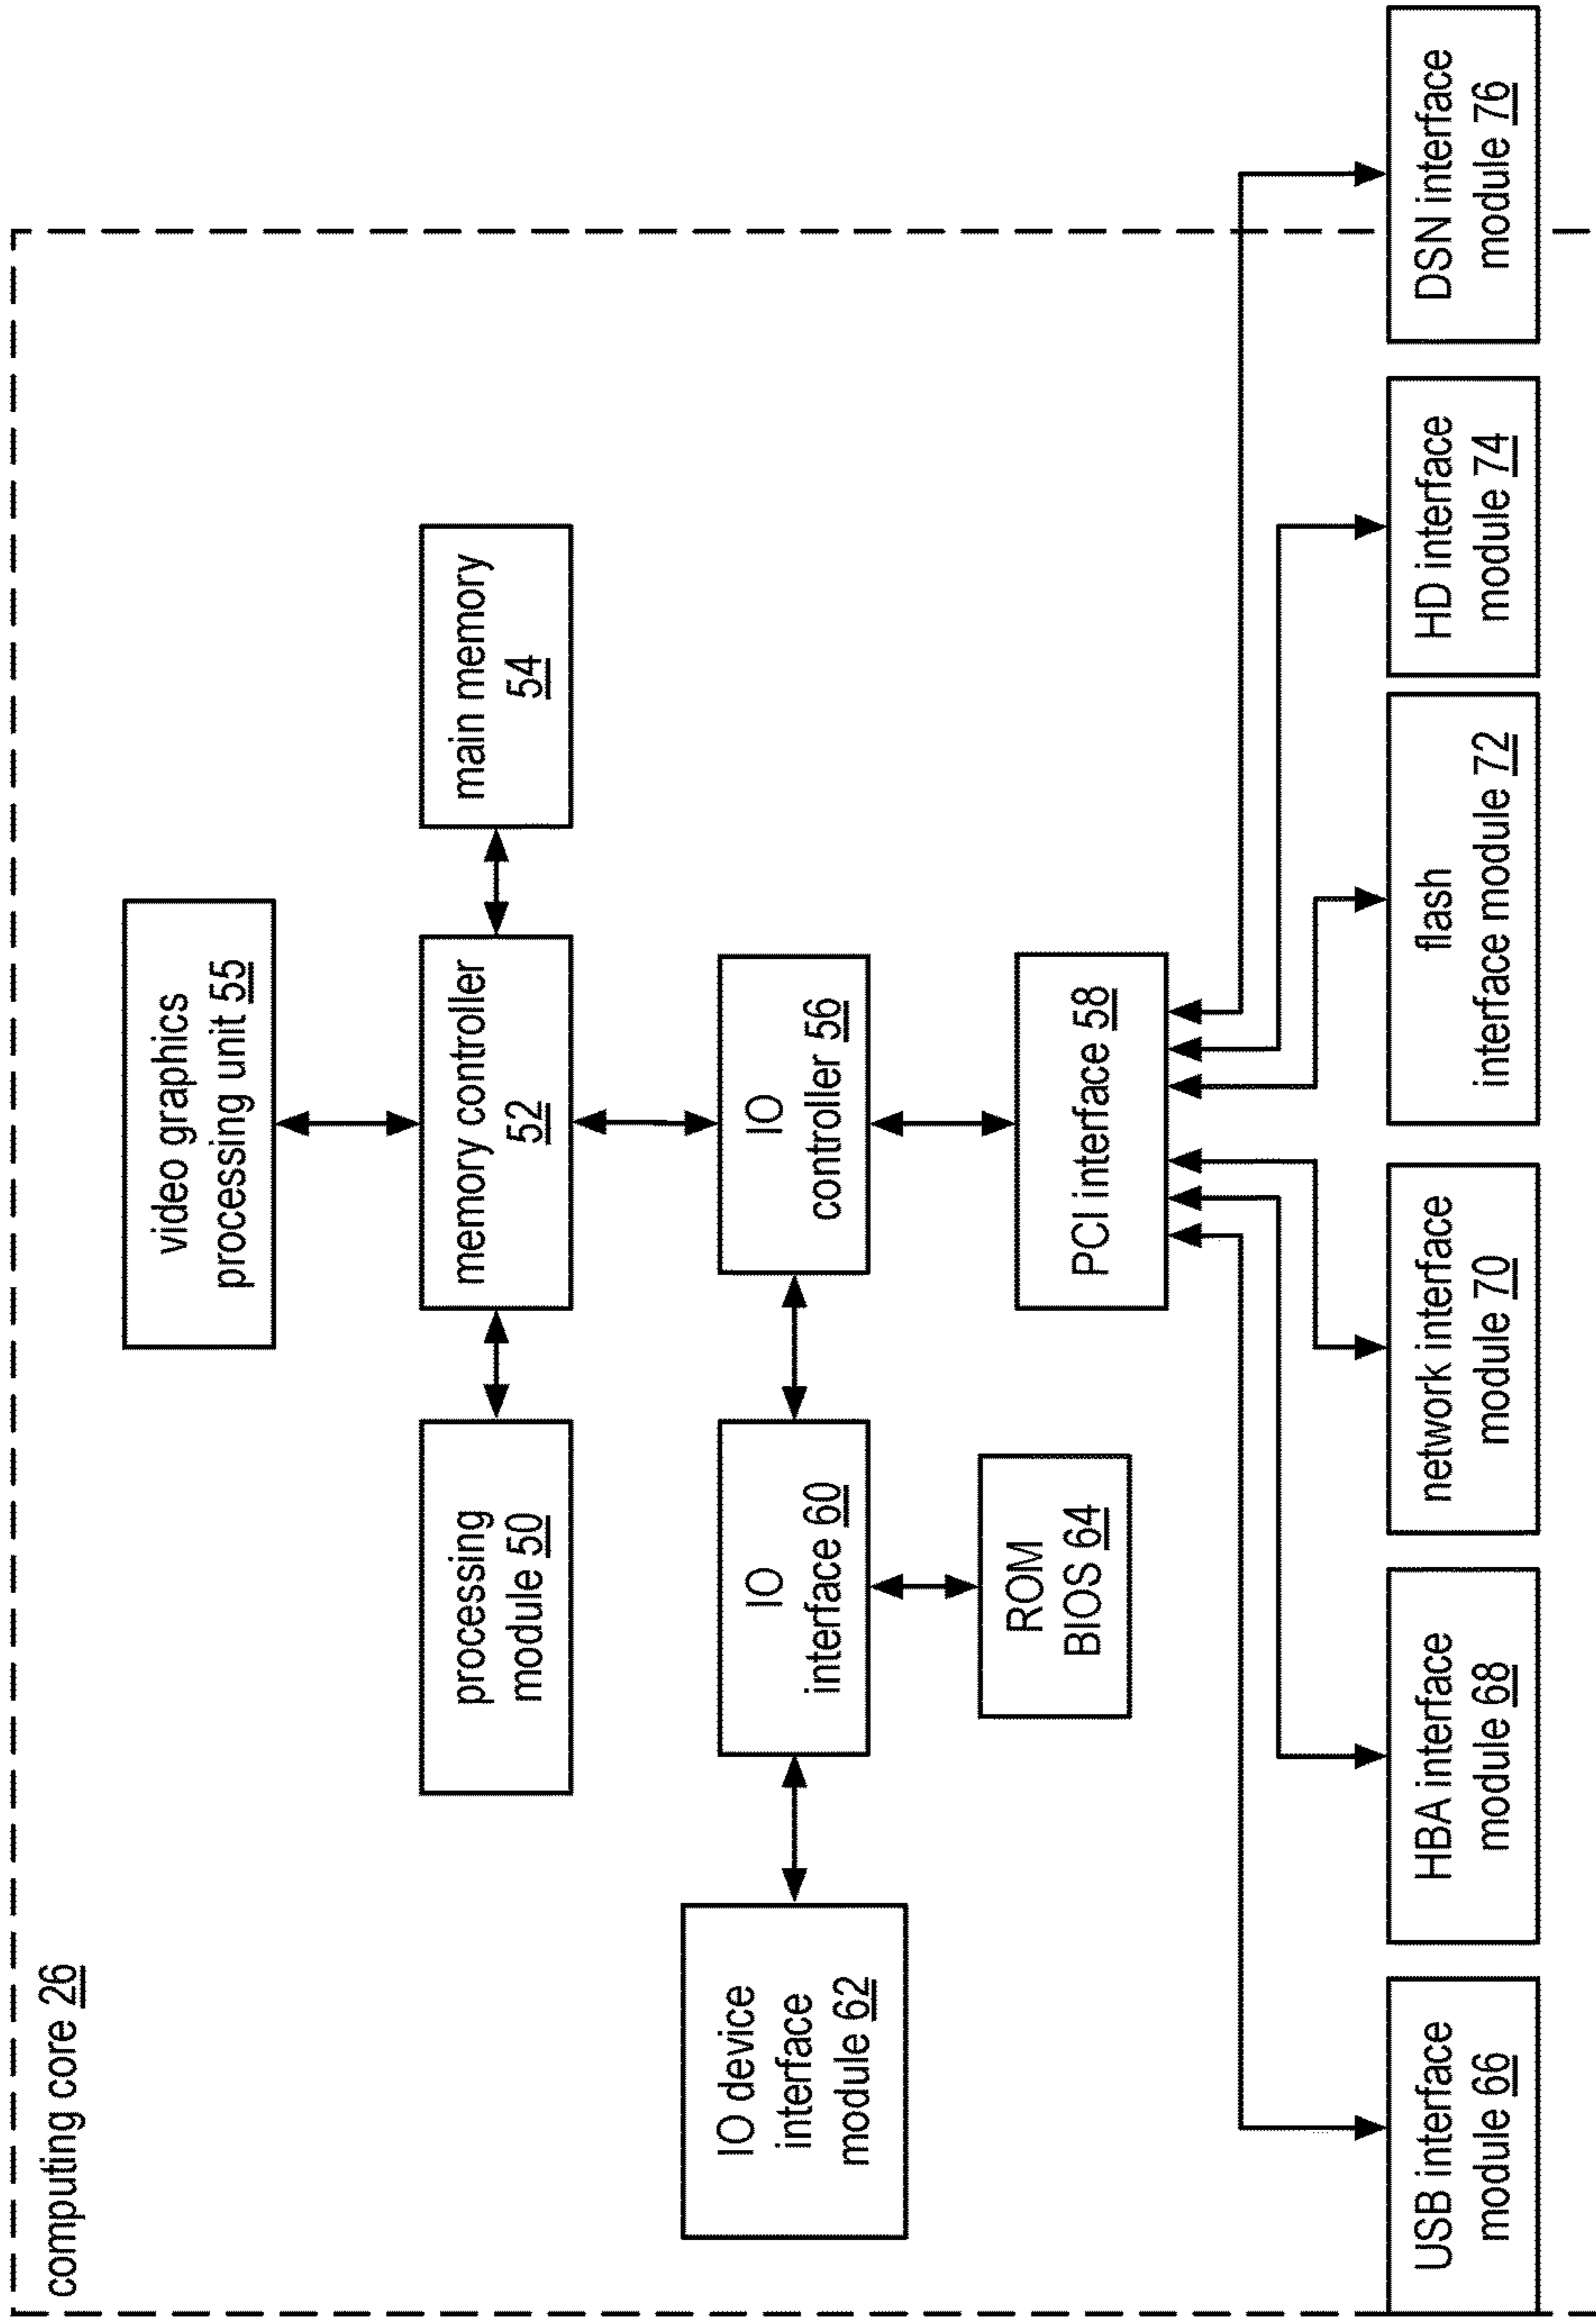 computing core 26
video graphics
processing unit 55
processing
module 50
memory controller
52
main memory
54
IO device
interface
module 62
IO
interface 60
IO
controller 56
ROM
BIOS 64
PCI interface 58
USB interface
module 66
HBA interface
module 68
network interface
module 70
flash
interface module 72
HD interface
module 74
DSN interface
module 76